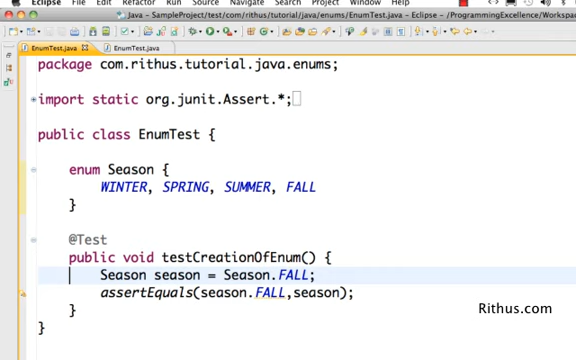 Eclipse File Edit Source Refactor Navigate Search Project Run Window Help
Java - SampleProject/test/com/rithus/tutorial/java/enums/EnumTest.java - Eclipse - /ProgrammingExcellence/Workspa
EnumTest.java EnumTest.java
package com.rithus.tutorial.java.enums;
import static org.junit.Assert.*;
public class EnumTest {
enum Season {
WINTER, SPRING, SUMMER, FALL
}
@Test
public void testCreationOfEnum() {
Season season = Season.FALL;
assertEquals(season.FALL,season);
}
}
Rithus.com